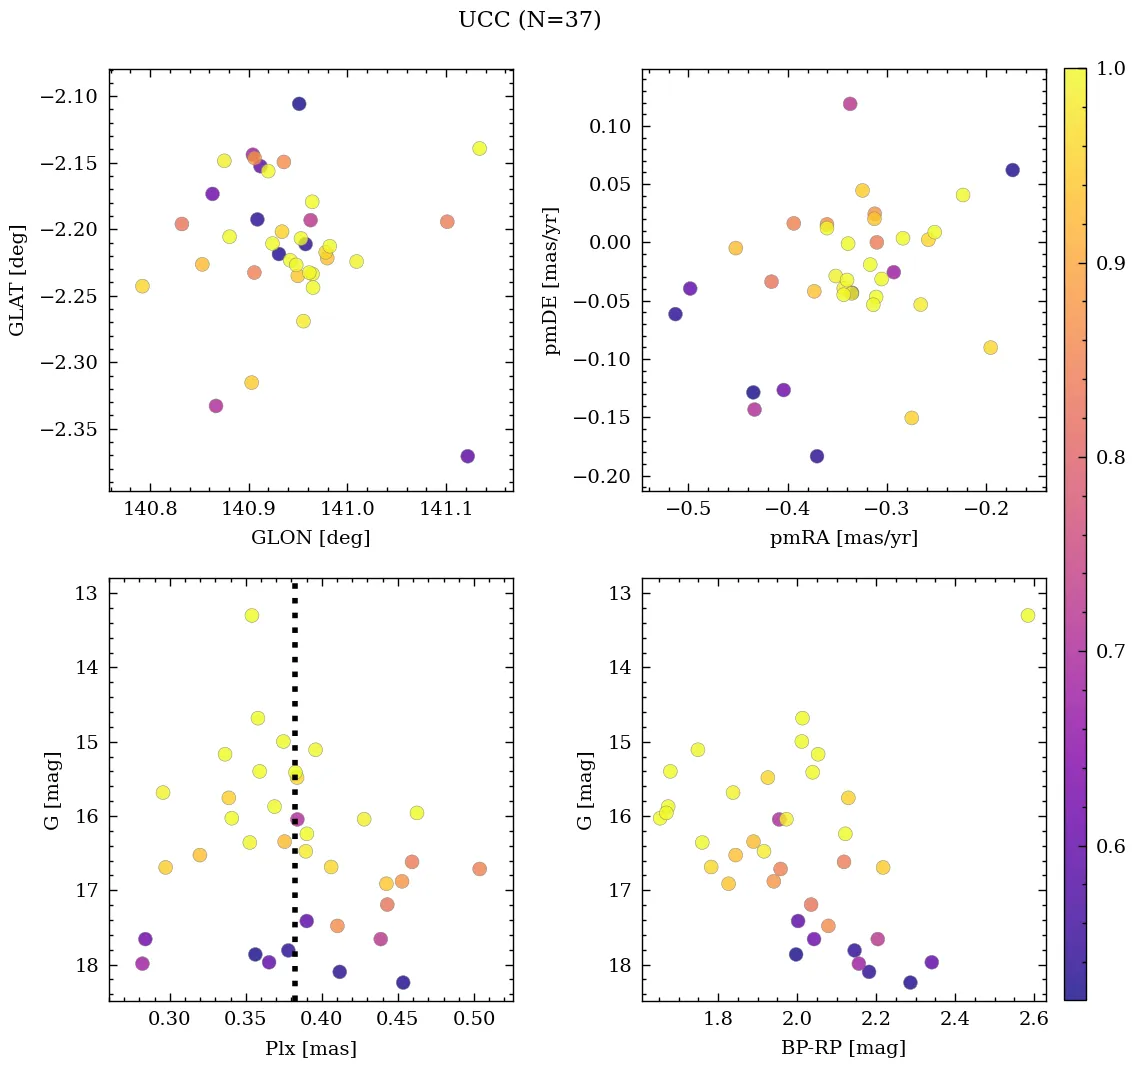 UCC (N=37)
−2.10
−2.15
−2.20
−2.25
−2.30
−2.35
GLAT [deg]
140.8 140.9 141.0 141.1
GLON [deg]
0.10
0.05
0.00
−0.05
−0.10
−0.15
−0.20
pmDE [mas/yr]
−0.5 −0.4 −0.3 −0.2
pmRA [mas/yr]
1.0
0.9
0.8
0.7
0.6
13
14
15
16
17
18
G [mag]
0.30 0.35 0.40 0.45 0.50
Plx [mas]
13
14
15
16
17
18
G [mag]
1.8 2.0 2.2 2.4 2.6
BP-RP [mag]